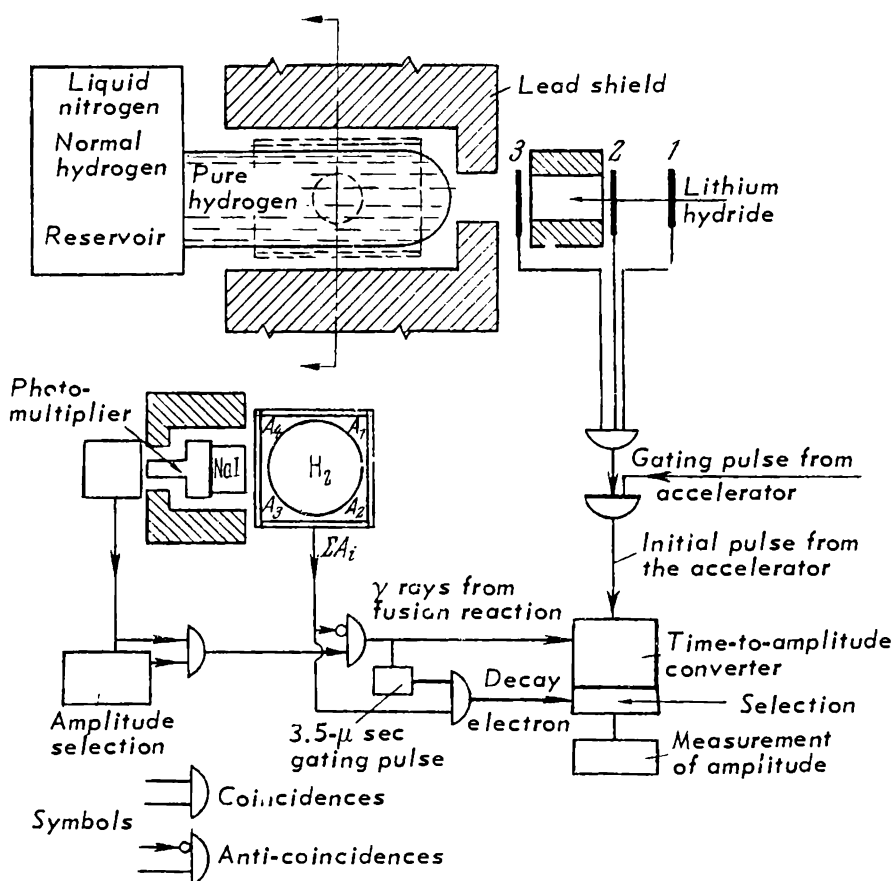 Liquid
nitrogen
Normal
hydrogen
Reservoir
Pure
hydrogen
Lead shield
3
2
1
Lithium
hydride
Photo-
multiplier
NaI
A4
A1
H2
A3
A2
ΣAi
Gating pulse from
accelerator
Initial pulse from
the accelerator
γ rays from
fusion reaction
Time-to-amplitude
converter
Decay
electron
Selection
Amplitude
selection
3.5-μ sec
gating pulse
Measurement
of amplitude
Symbols
Coincidences
Anti-coincidences